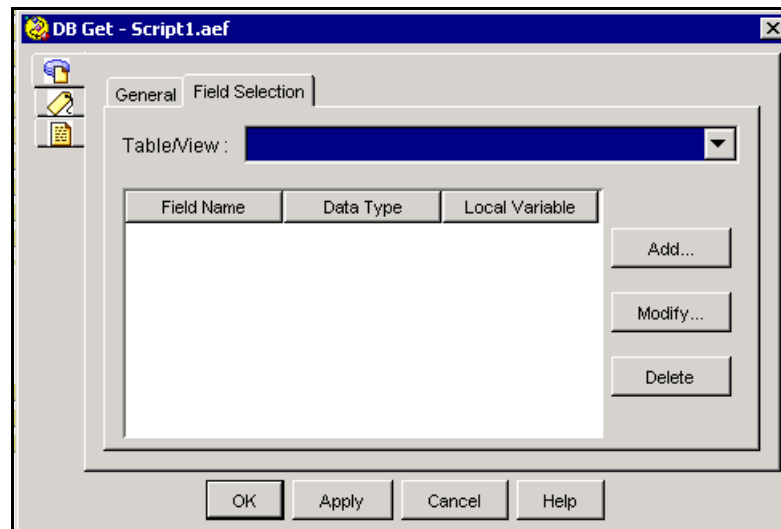 DB Get - Script1.aef
General Field Selection
Table/View :
Field Name Data Type Local Variable
Add...
Modify...
Delete
OK Apply Cancel Help